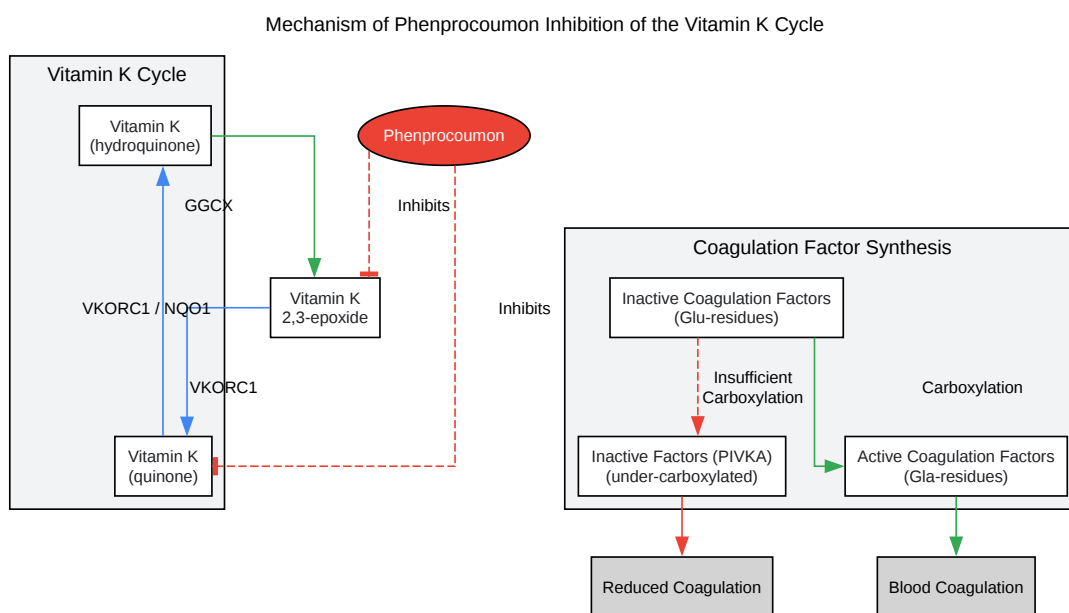 Mechanism of Phenprocoumon Inhibition of the Vitamin K Cycle
Vitamin K Cycle
Vitamin K
(hydroquinone)
Phenprocoumon
GGCX
Inhibits
Coagulation Factor Synthesis
Vitamin K
2,3-epoxide
Inactive Coagulation Factors
(Glu-residues)
VKORC1 / NQO1
Inhibits
VKORC1
Insufficient
Carboxylation
Carboxylation
Vitamin K
(quinone)
Inactive Factors (PIVKA)
(under-carboxylated)
Active Coagulation Factors
(Gla-residues)
Reduced Coagulation
Blood Coagulation